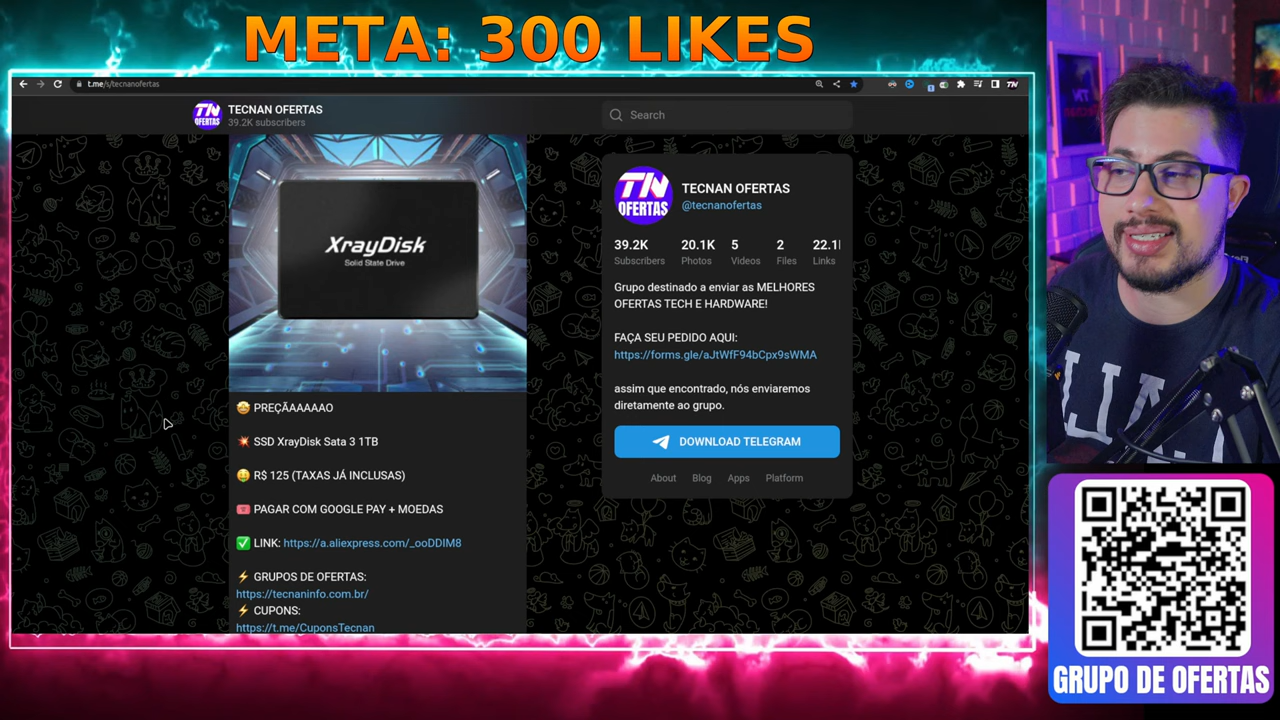 META: 300 LIKES
t.me/s/tecnanofertas
TN
OFERTAS
TECNAN OFERTAS
39.2K subscribers
Search
XrayDisk
Solid State Drive
🤩 PREÇÃAAAAAO
💥 SSD XrayDisk Sata 3 1TB
🤑 R$ 125 (TAXAS JÁ INCLUSAS)
🎟️ PAGAR COM GOOGLE PAY + MOEDAS
✅ LINK: https://a.aliexpress.com/_ooDDIM8
⚡ GRUPOS DE OFERTAS:
https://tecnaninfo.com.br/
⚡ CUPONS:
https://t.me/CuponsTecnan
TN
OFERTAS
TECNAN OFERTAS
@tecnanofertas
39.2K 20.1K 5 2 22.1
Subscribers Photos Videos Files Links
Grupo destinado a enviar as MELHORES
OFERTAS TECH E HARDWARE!
FAÇA SEU PEDIDO AQUI:
https://forms.gle/aJtWfF94bCpx9sWMA
assim que encontrado, nós enviaremos
diretamente ao grupo.
DOWNLOAD TELEGRAM
About Blog Apps Platform
GRUPO DE OFERTAS